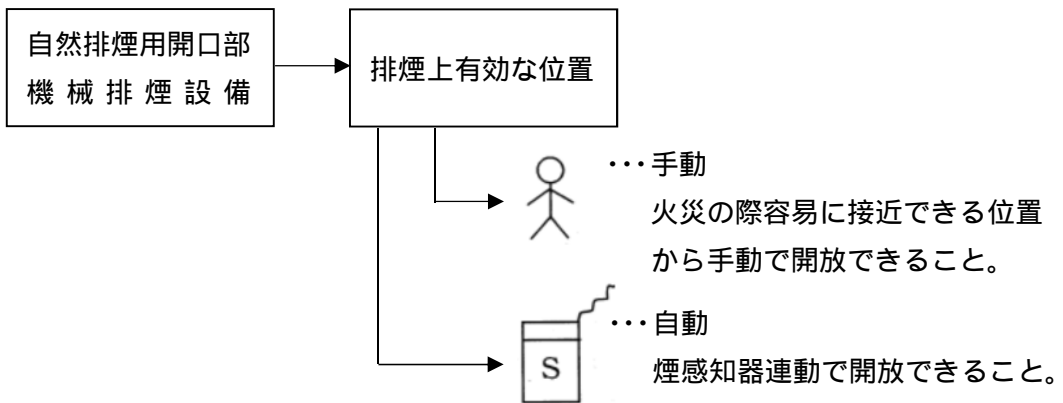 自然排煙用開口部
機械排煙設備
排煙上有効な位置
・・・手動
火災の際容易に接近できる位置
から手動で開放できること。
・・・自動
S
煙感知器連動で開放できること。